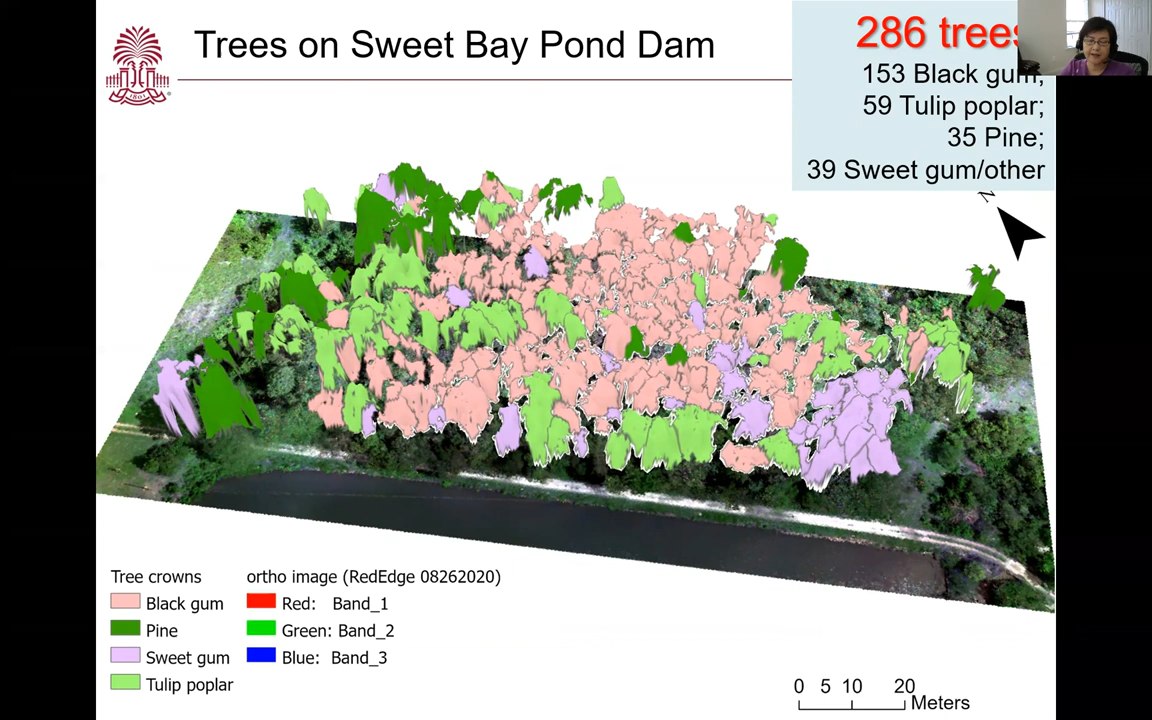 Trees on Sweet Bay Pond Dam
286 trees
153 Black gum,
59 Tulip poplar;
35 Pine;
39 Sweet gum/other
N
Tree crowns
Black gum
Pine
Sweet gum
Tulip poplar
ortho image (RedEdge 08262020)
Red: Band_1
Green: Band_2
Blue: Band_3
0 5 10 20
Meters
1801